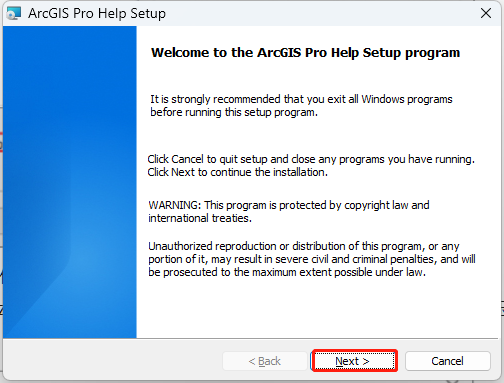 ArcGIS Pro Help Setup
Welcome to the ArcGIS Pro Help Setup program
It is strongly recommended that you exit all Windows programs
before running this setup program.
Click Cancel to quit setup and close any programs you have running.
Click Next to continue the installation.
WARNING: This program is protected by copyright law and
international treaties.
Unauthorized reproduction or distribution of this program, or any
portion of it, may result in severe civil and criminal penalties, and will
be prosecuted to the maximum extent possible under law.
< Back
Next >
Cancel